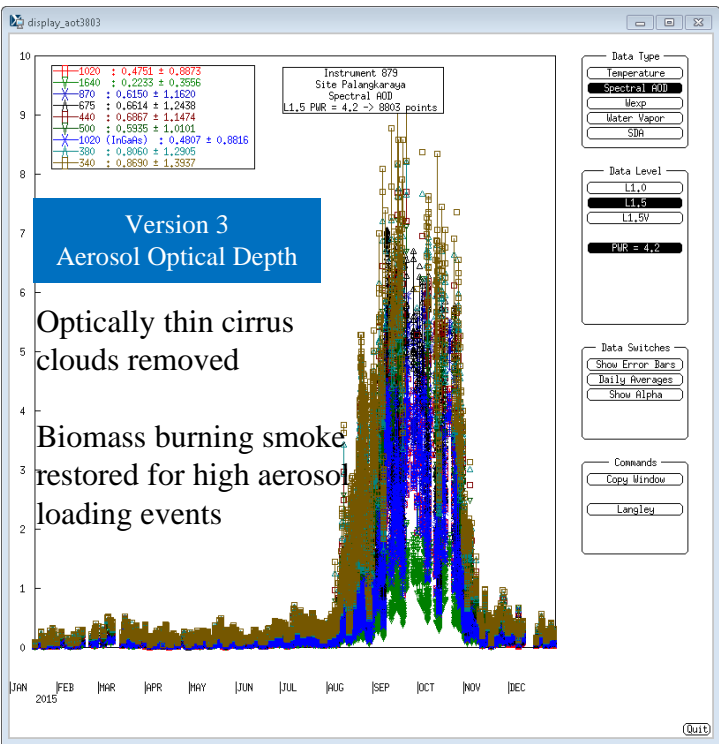 display_aot3803
10
9
8
7
6
5
4
3
2
1
0
1020 : 0.4751 ± 0.8873
1640 : 0.2233 ± 0.3556
870 : 0.6150 ± 1.1620
675 : 0.6614 ± 1.2438
440 : 0.6867 ± 1.1474
500 : 0.5935 ± 1.0101
1020 (InGaAs) : 0.4807 ± 0.8816
380 : 0.8060 ± 1.2905
340 : 0.8690 ± 1.3937
Instrument 879
Site Palangkaraya
Spectral AOD
L1.5 PWR = 4.2 -> 8803 points
Version 3
Aerosol Optical Depth
Optically thin cirrus
clouds removed
Biomass burning smoke
restored for high aerosol
loading events
JAN FEB MAR APR MAY JUN JUL AUG SEP OCT NOV DEC
2015
Data Type
Temperature
Spectral AOD
Wexp
Water Vapor
SDA
Data Level
L1.0
L1.5
L1.5V
PWR = 4.2
Data Switches
Show Error Bars
Daily Averages
Show Alpha
Commands
Copy Window
Langley
Quit